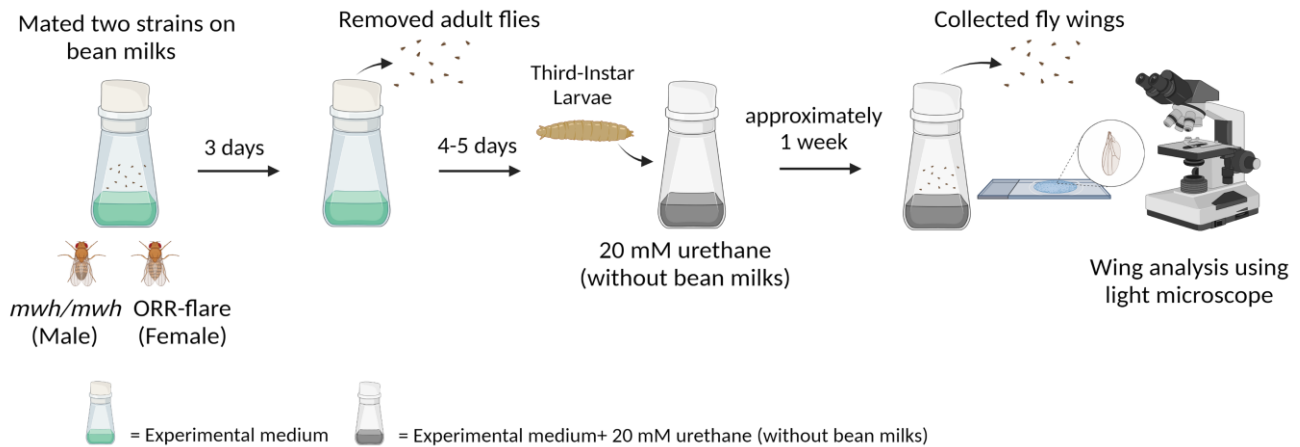 Mated two strains on
bean milks
Removed adult flies
Collected fly wings
Third-Instar
Larvae
3 days
4-5 days
approximately
1 week
20 mM urethane
(without bean milks)
mwh/mwh
(Male)
ORR-flare
(Female)
Wing analysis using
light microscope
= Experimental medium
= Experimental medium+ 20 mM urethane (without bean milks)